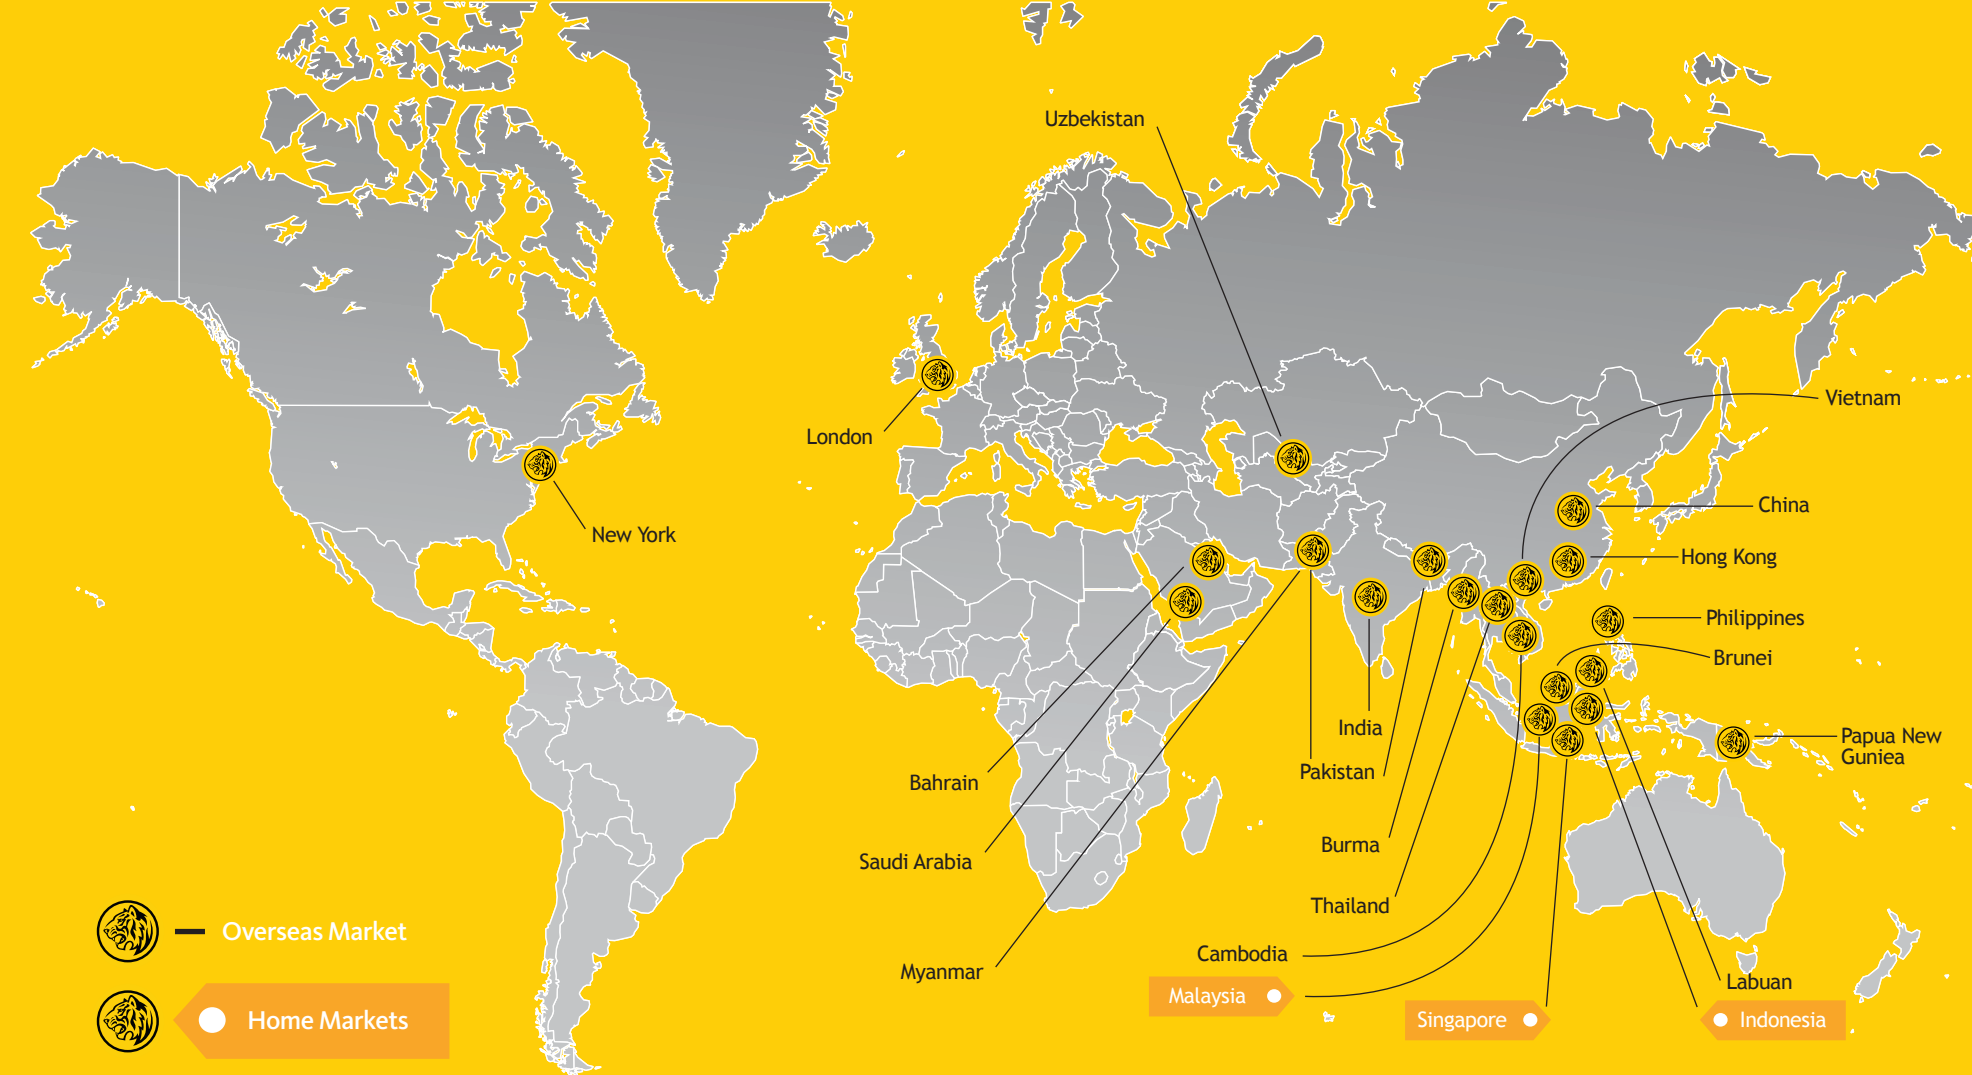 Uzbekistan
Vietnam
London
China
New York
Hong Kong
Philippines
Brunei
India
Papua New
Guniea
Pakistan
Bahrain
Burma
Saudi Arabia
Thailand
Overseas Market
Cambodia
Myanmar
Labuan
Malaysia
Home Markets
Singapore
Indonesia